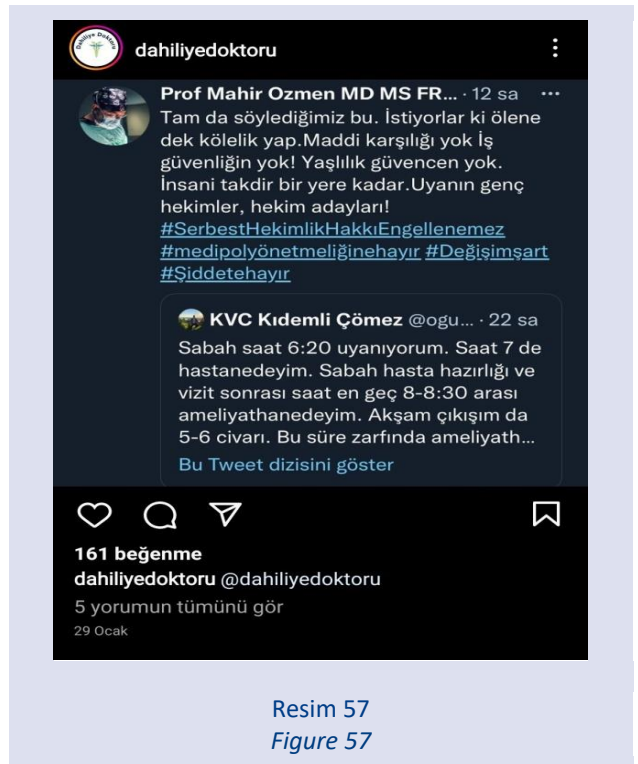 Dahiliye Doktoru
dahiliyedoktoru
Prof Mahir Ozmen MD MS FR... · 12 sa ···
Tam da söylediğimiz bu. İstiyorlar ki ölene
dek kölelik yap.Maddi karşılığı yok İş
güvenliğin yok! Yaşlılık güvencen yok.
İnsani takdir bir yere kadar.Uyanın genç
hekimler, hekim adayları!
#SerbestHekimlikHakkıEngellenemez
#medipolyönetmeliğinehayır #Değişimşart
#Şiddetehayır
KVC Kıdemli Çömez @ogu... · 22 sa
Sabah saat 6:20 uyanıyorum. Saat 7 de
hastanedeyim. Sabah hasta hazırlığı ve
vizit sonrası saat en geç 8-8:30 arası
ameliyathanedeyim. Akşam çıkışım da
5-6 civarı. Bu süre zarfında ameliyath...
Bu Tweet dizisini göster
161 beğenme
dahiliyedoktoru @dahiliyedoktoru
5 yorumun tümünü gör
29 Ocak
Resim 57
Figure 57